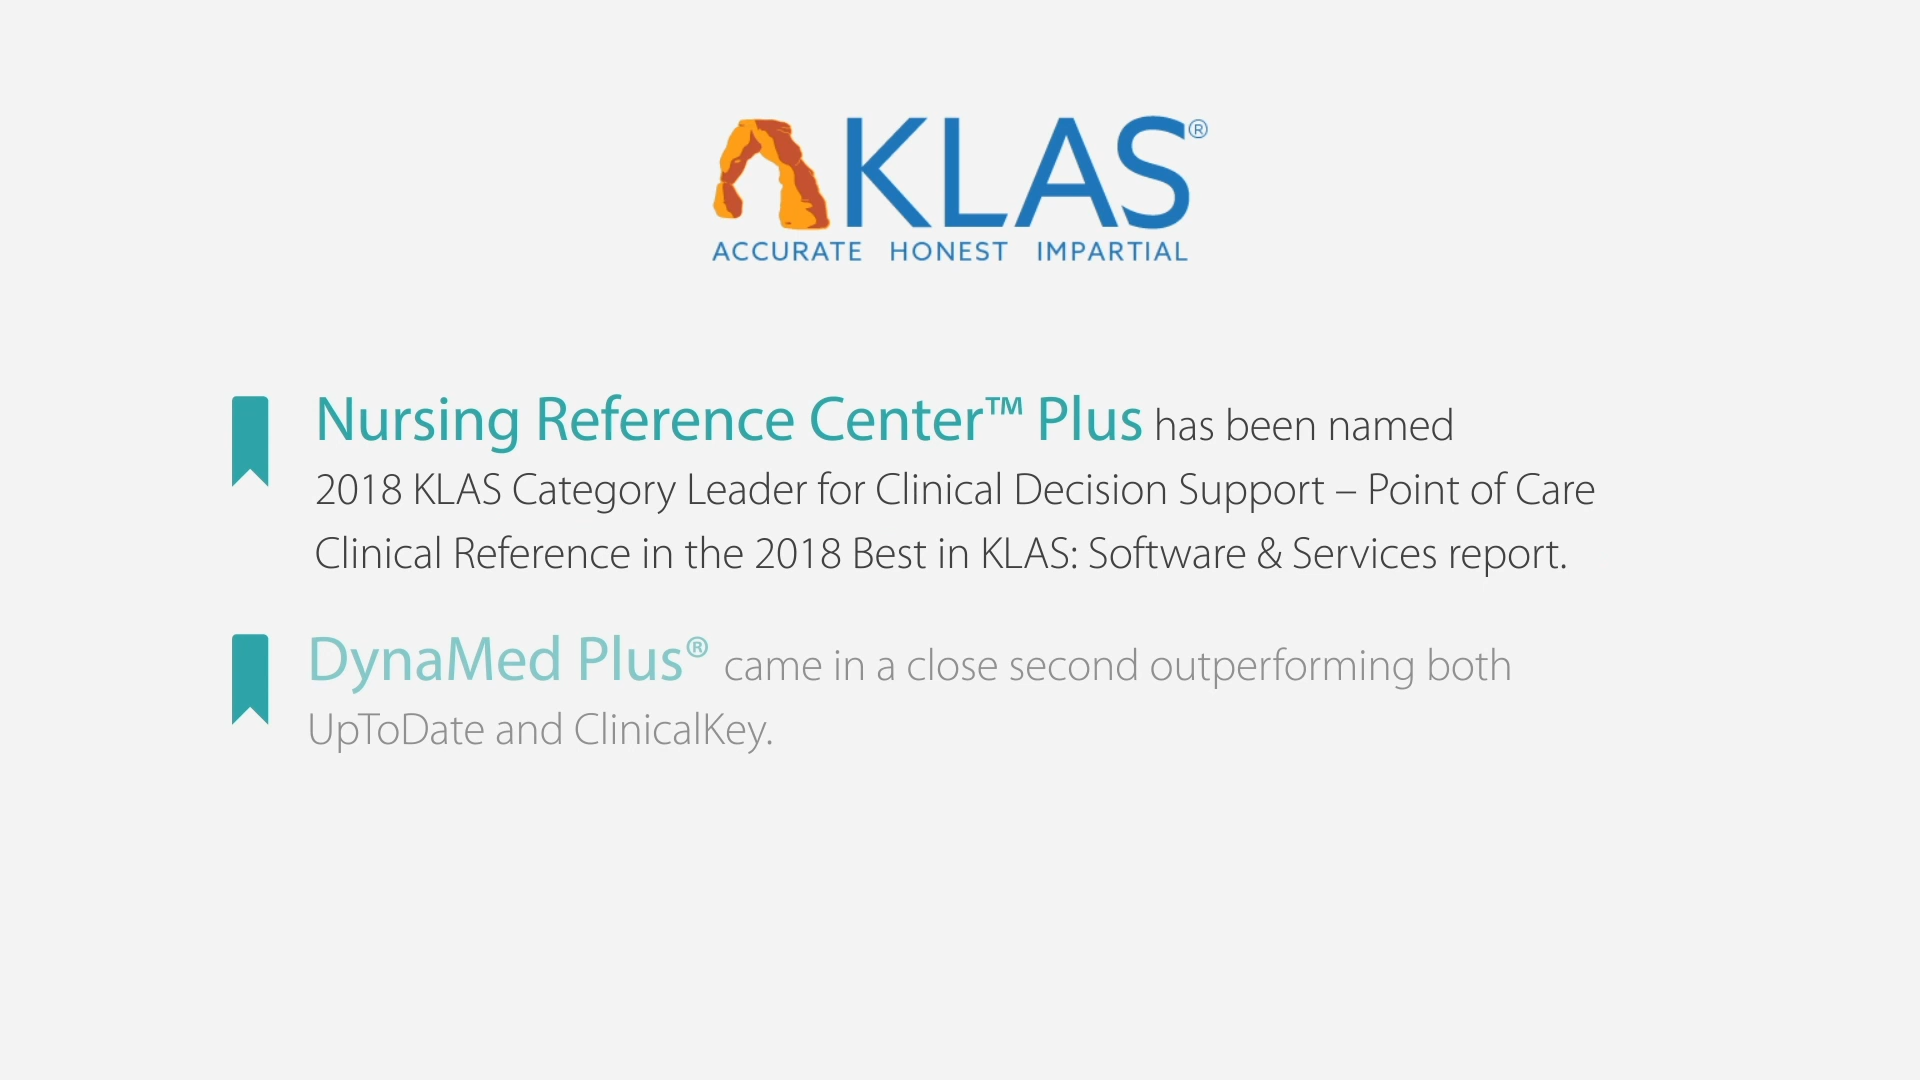 KLAS®
ACCURATE HONEST IMPARTIAL
Nursing Reference Center™ Plus has been named
2018 KLAS Category Leader for Clinical Decision Support – Point of Care
Clinical Reference in the 2018 Best in KLAS: Software & Services report.
DynaMed Plus® came in a close second outperforming both
UpToDate and ClinicalKey.